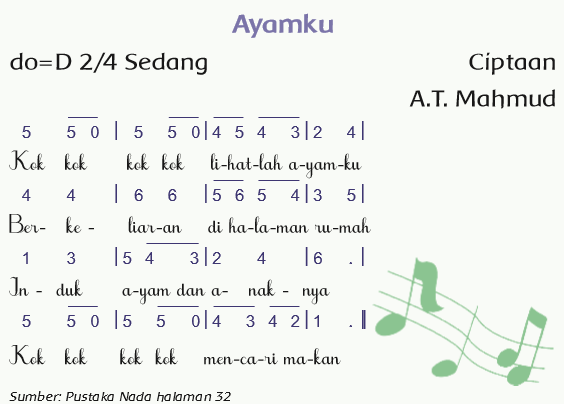 Ayamku
do=D 2/4 Sedang Ciptaan
A.T. Mahmud
5 5 0 | 5 5 0 | 4 5 4 3 | 2 4 |
Kok kok kok kok li-hat-lah a-yam-ku
4 4 | 6 6 | 5 6 5 4 | 3 5 |
Ber- ke - liar-an di ha-la-man ru-mah
1 3 | 5 4 3 | 2 4 | 6 . |
In - duk a-yam dan a- nak - nya
5 5 0 | 5 5 0 | 4 3 4 2 | 1 . ||
Kok kok kok kok men-ca-ri ma-kan
Sumber: Pustaka Nada halaman 32